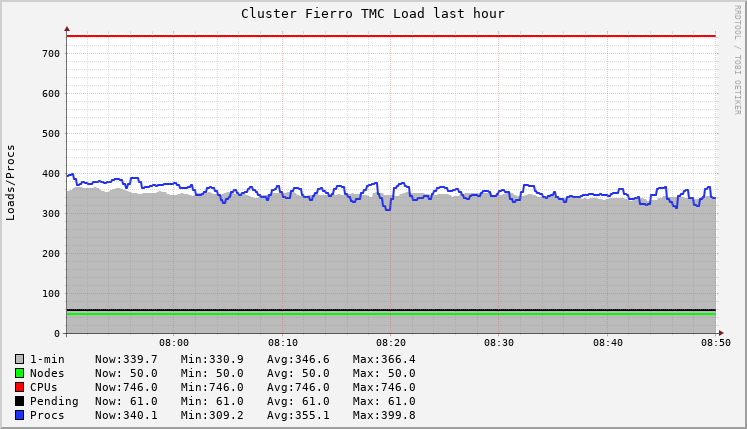 Cluster Fierro TMC Load last hour
RRDTOOL / TOBI OETIKER
Loads/Procs
700
600
500
400
300
200
100
0
08:00 08:10 08:20 08:30 08:40 08:50
1-min Now:339.7 Min:330.9 Avg:346.6 Max:366.4
Nodes Now: 50.0 Min: 50.0 Avg: 50.0 Max: 50.0
CPUs Now:746.0 Min:746.0 Avg:746.0 Max:746.0
Pending Now: 61.0 Min: 61.0 Avg: 61.0 Max: 61.0
Procs Now:340.1 Min:309.2 Avg:355.1 Max:399.8